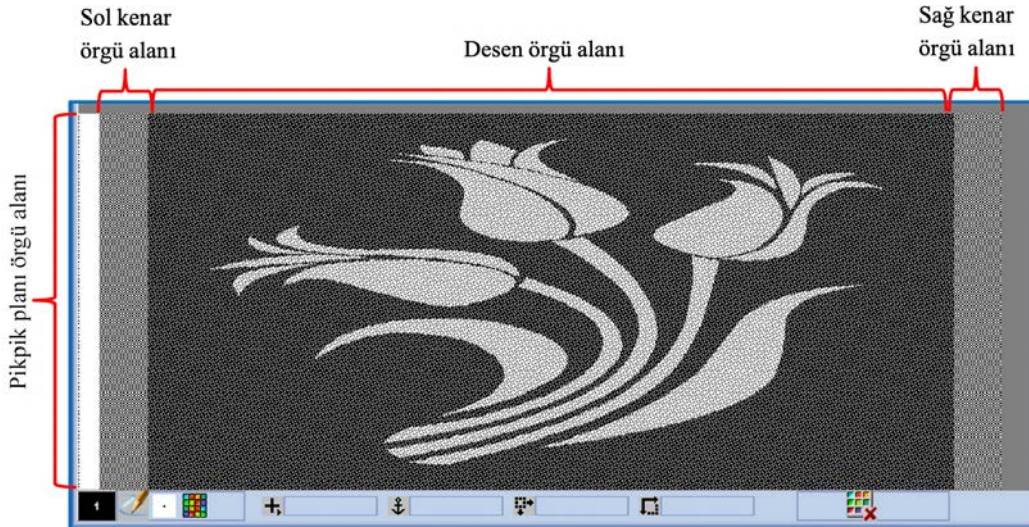 Sol kenar
örgü alanı
Desen örgü alanı
Sağ kenar
örgü alanı
Pikpik planı örgü alanı
1